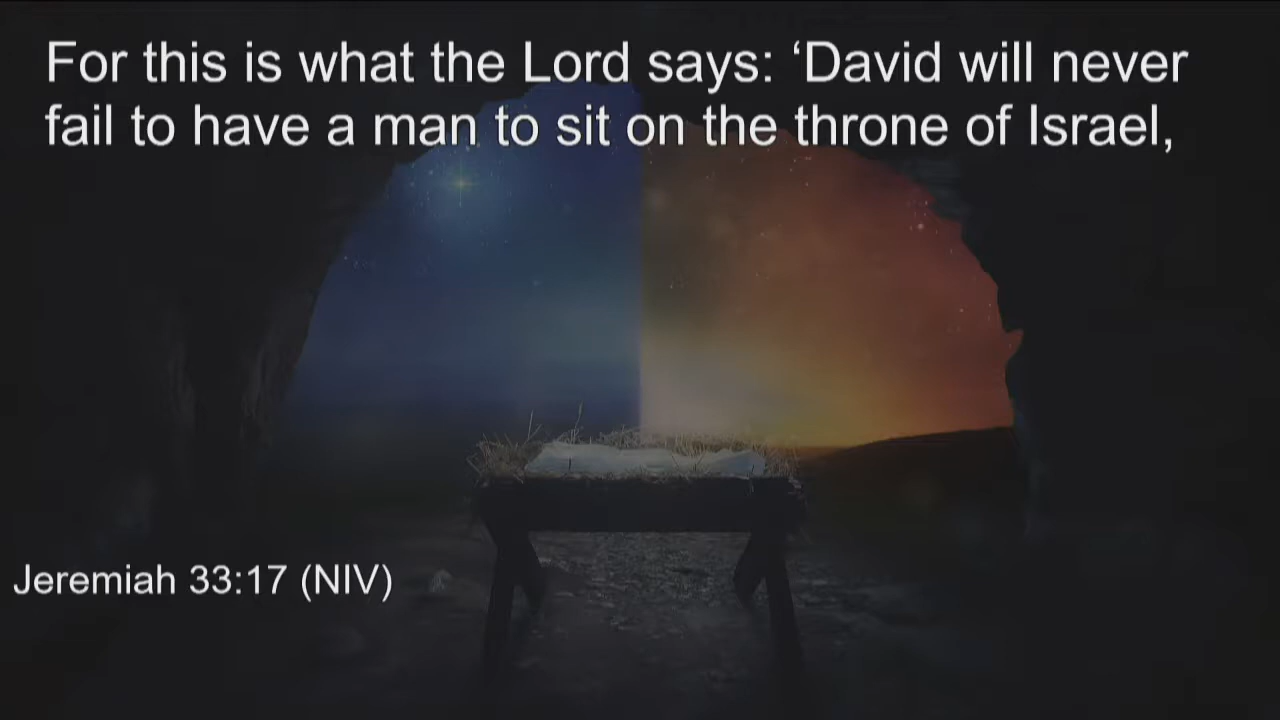 For this is what the Lord says: ‘David will never
fail to have a man to sit on the throne of Israel,
Jeremiah 33:17 (NIV)